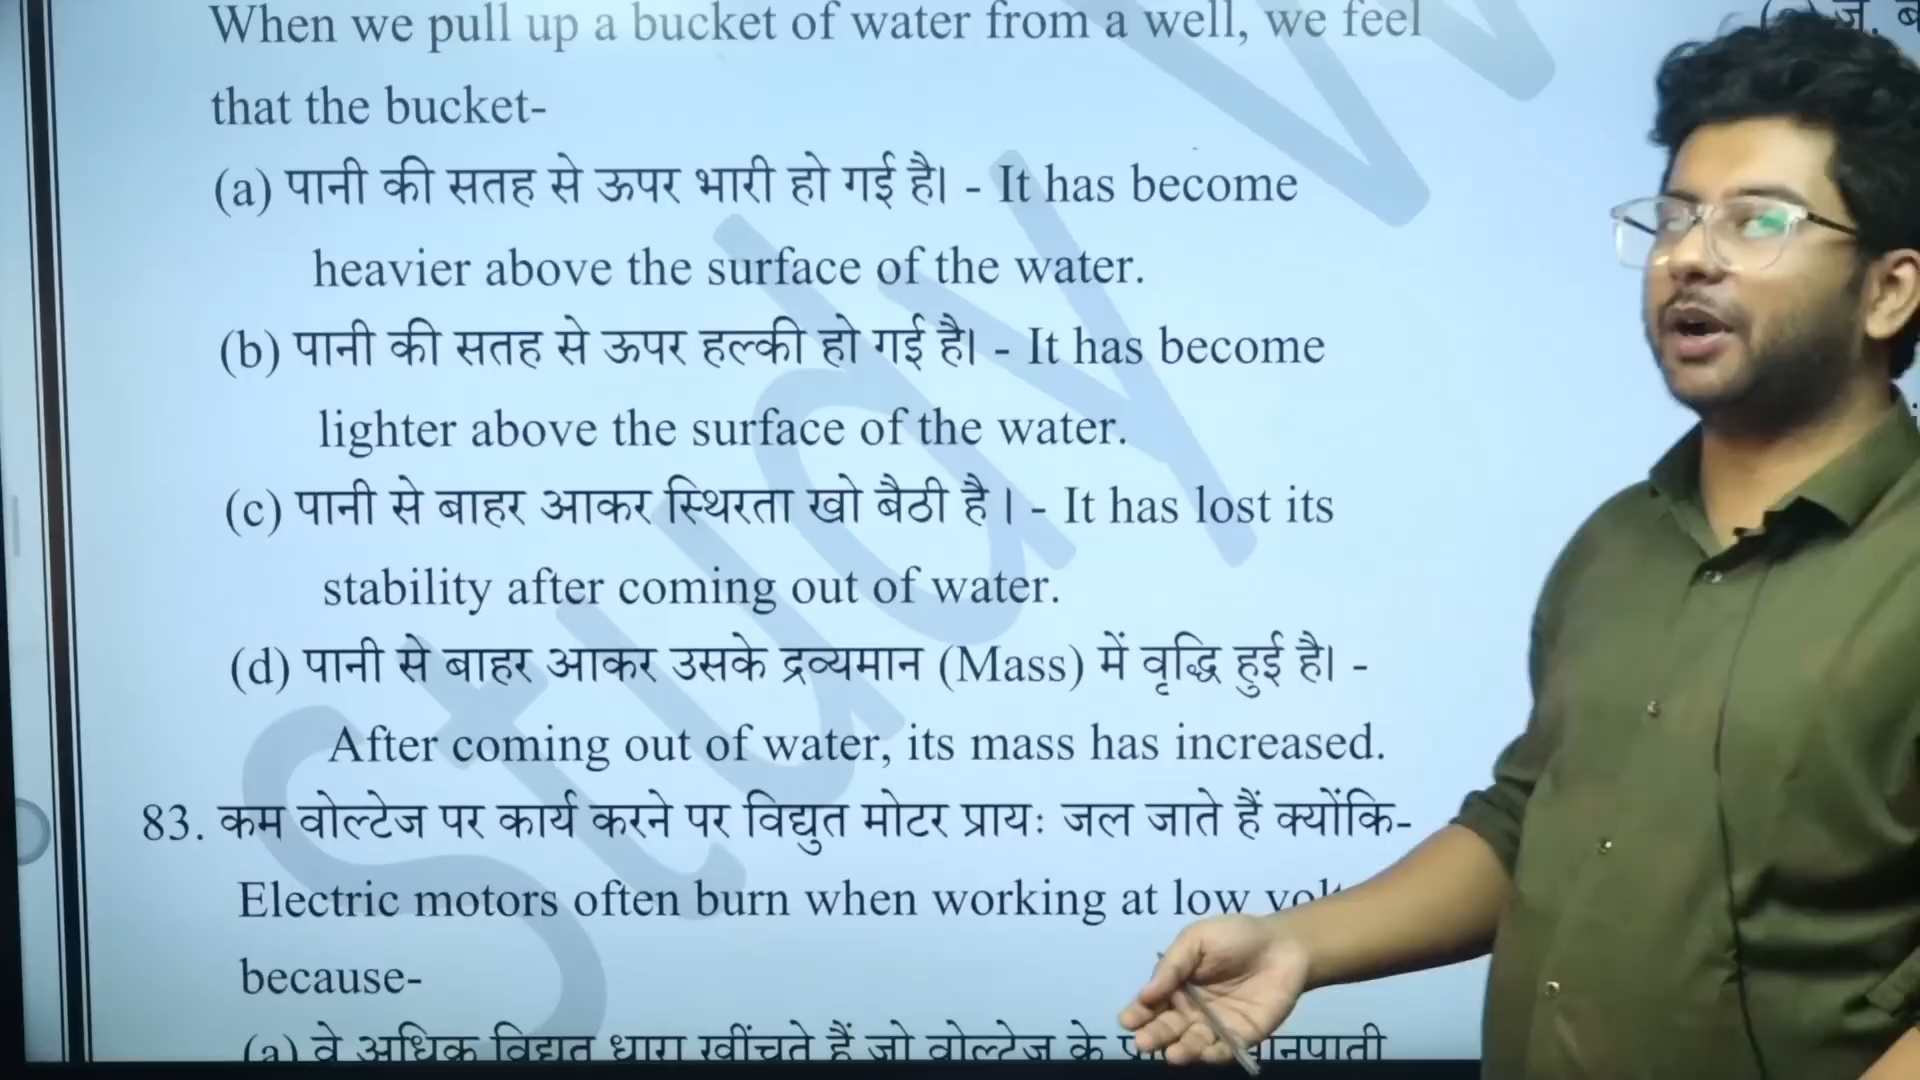 When we pull up a bucket of water from a well, we feel
that the bucket-
(a) पानी की सतह से ऊपर भारी हो गई है। - It has become
heavier above the surface of the water.
(b) पानी की सतह से ऊपर हल्की हो गई है। - It has become
lighter above the surface of the water.
(c) पानी से बाहर आकर स्थिरता खो बैठी है । - It has lost its
stability after coming out of water.
(d) पानी से बाहर आकर उसके द्रव्यमान (Mass) में वृद्धि हुई है। -
After coming out of water, its mass has increased.
83. कम वोल्टेज पर कार्य करने पर विद्युत मोटर प्रायः जल जाते हैं क्योंकि-
Electric motors often burn when working at low
because-
(a) वे अधिक विद्युत धारा खींचते हैं जो वोल्टेज के
Study